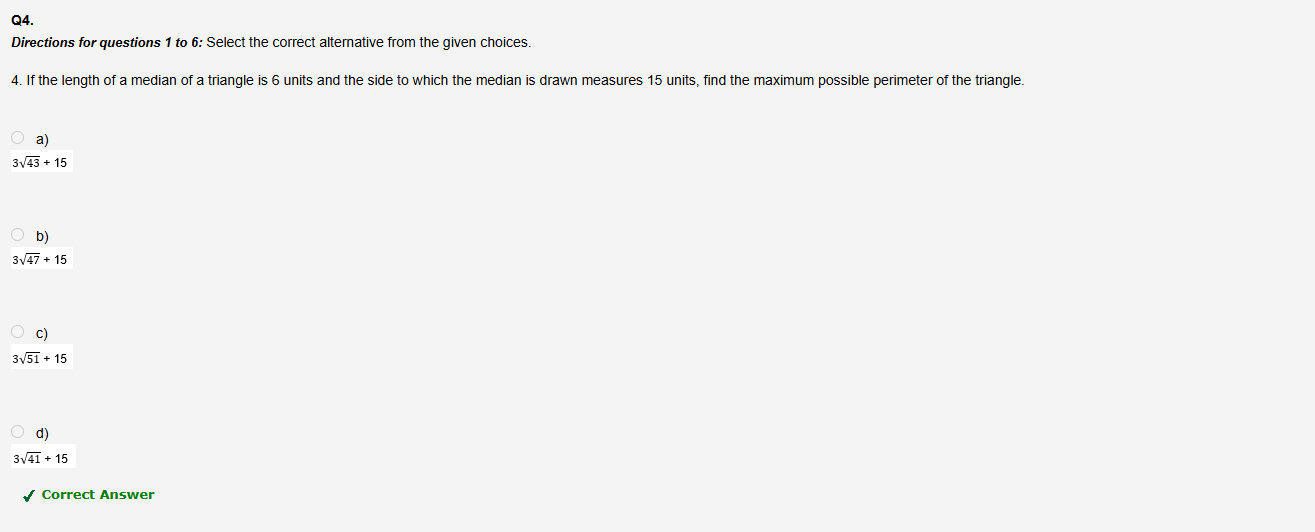 Q4.
Directions for questions 1 to 6: Select the correct alternative from the given choices.
4. If the length of a median of a triangle is 6 units and the side to which the median is drawn measures 15 units, find the maximum possible perimeter of the triangle.
a)
3√43 + 15
b)
3√47 + 15
c)
3√51 + 15
d)
3√41 + 15
✓ Correct Answer